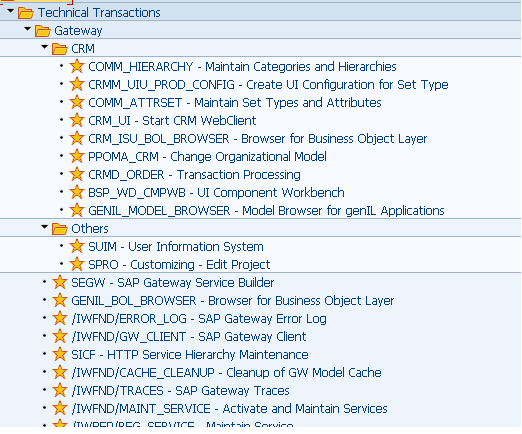 Technical Transactions
Gateway
CRM
COMM_HIERARCHY - Maintain Categories and Hierarchies
CRMM_UIU_PROD_CONFIG - Create UI Configuration for Set Type
COMM_ATTRSET - Maintain Set Types and Attributes
CRM_UI - Start CRM WebClient
CRM_ISU_BOL_BROWSER - Browser for Business Object Layer
PPOMA_CRM - Change Organizational Model
CRMD_ORDER - Transaction Processing
BSP_WD_CMPWB - UI Component Workbench
GENIL_MODEL_BROWSER - Model Browser for genIL Applications
Others
SUIM - User Information System
SPRO - Customizing - Edit Project
SEGW - SAP Gateway Service Builder
GENIL_BOL_BROWSER - Browser for Business Object Layer
/IWFND/ERROR_LOG - SAP Gateway Error Log
/IWFND/GW_CLIENT - SAP Gateway Client
SICF - HTTP Service Hierarchy Maintenance
/IWFND/CACHE_CLEANUP - Cleanup of GW Model Cache
/IWFND/TRACES - SAP Gateway Traces
/IWFND/MAINT_SERVICE - Activate and Maintain Services
/IWBEP/REG_SERVICE - Maintain Service